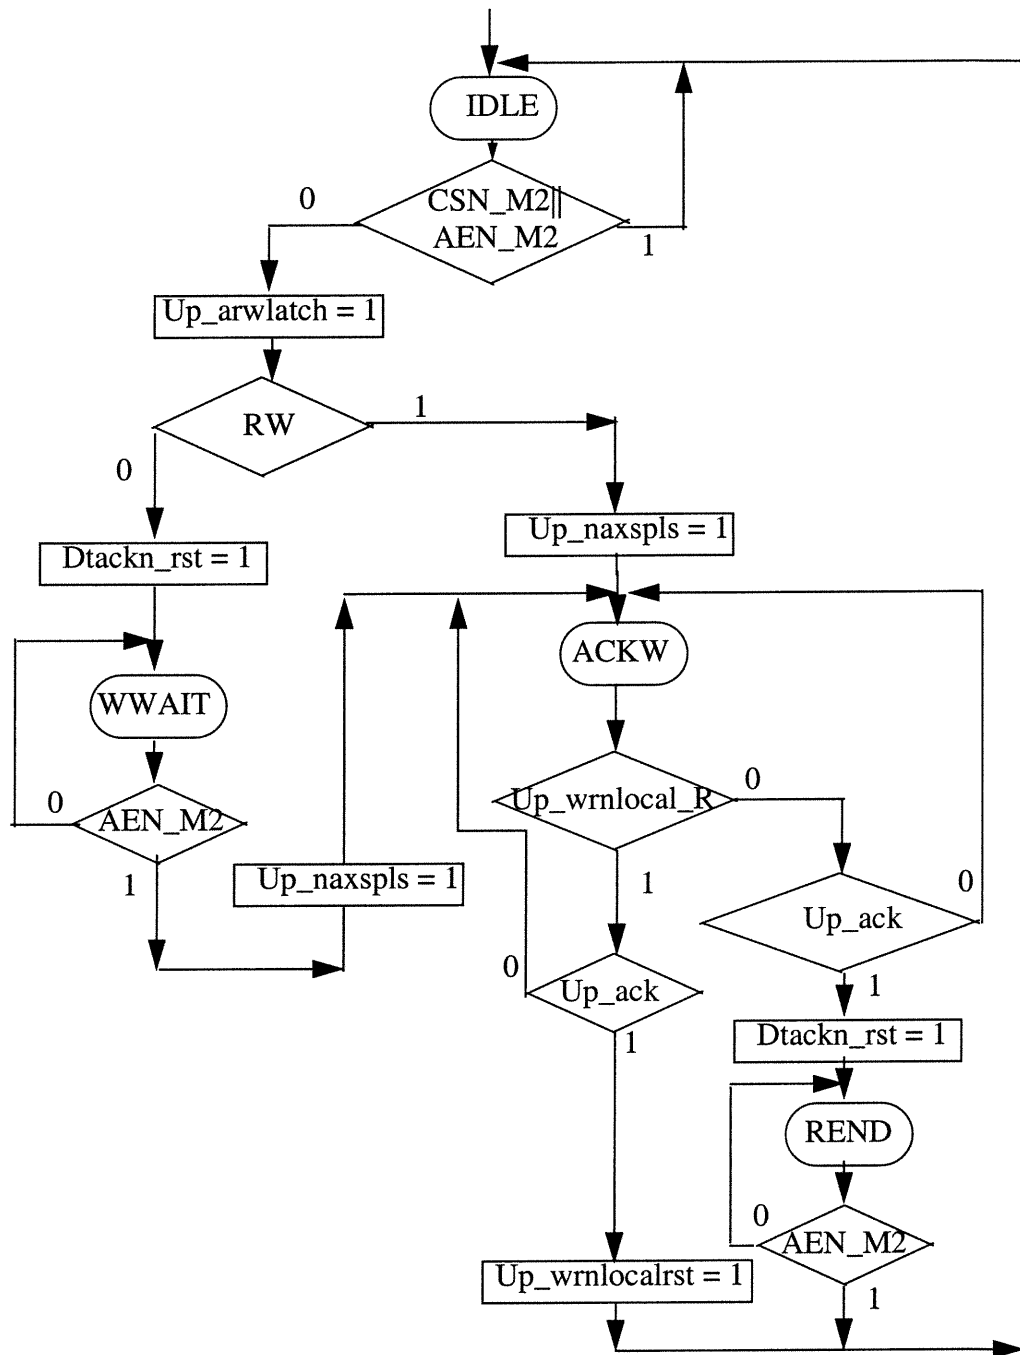 IDLE
0
CSN_M2||
AEN_M2
1
Up_arwlatch = 1
RW
1
0
Up_naxspls = 1
Dtackn_rst = 1
ACKW
WWAIT
Up_wrnlocal_R
0
0
AEN_M2
1
Up_naxspls = 1
1
0
Up_ack
0
Up_ack
1
1
Dtackn_rst = 1
REND
0
AEN_M2
Up_wrnlocalrst = 1
1